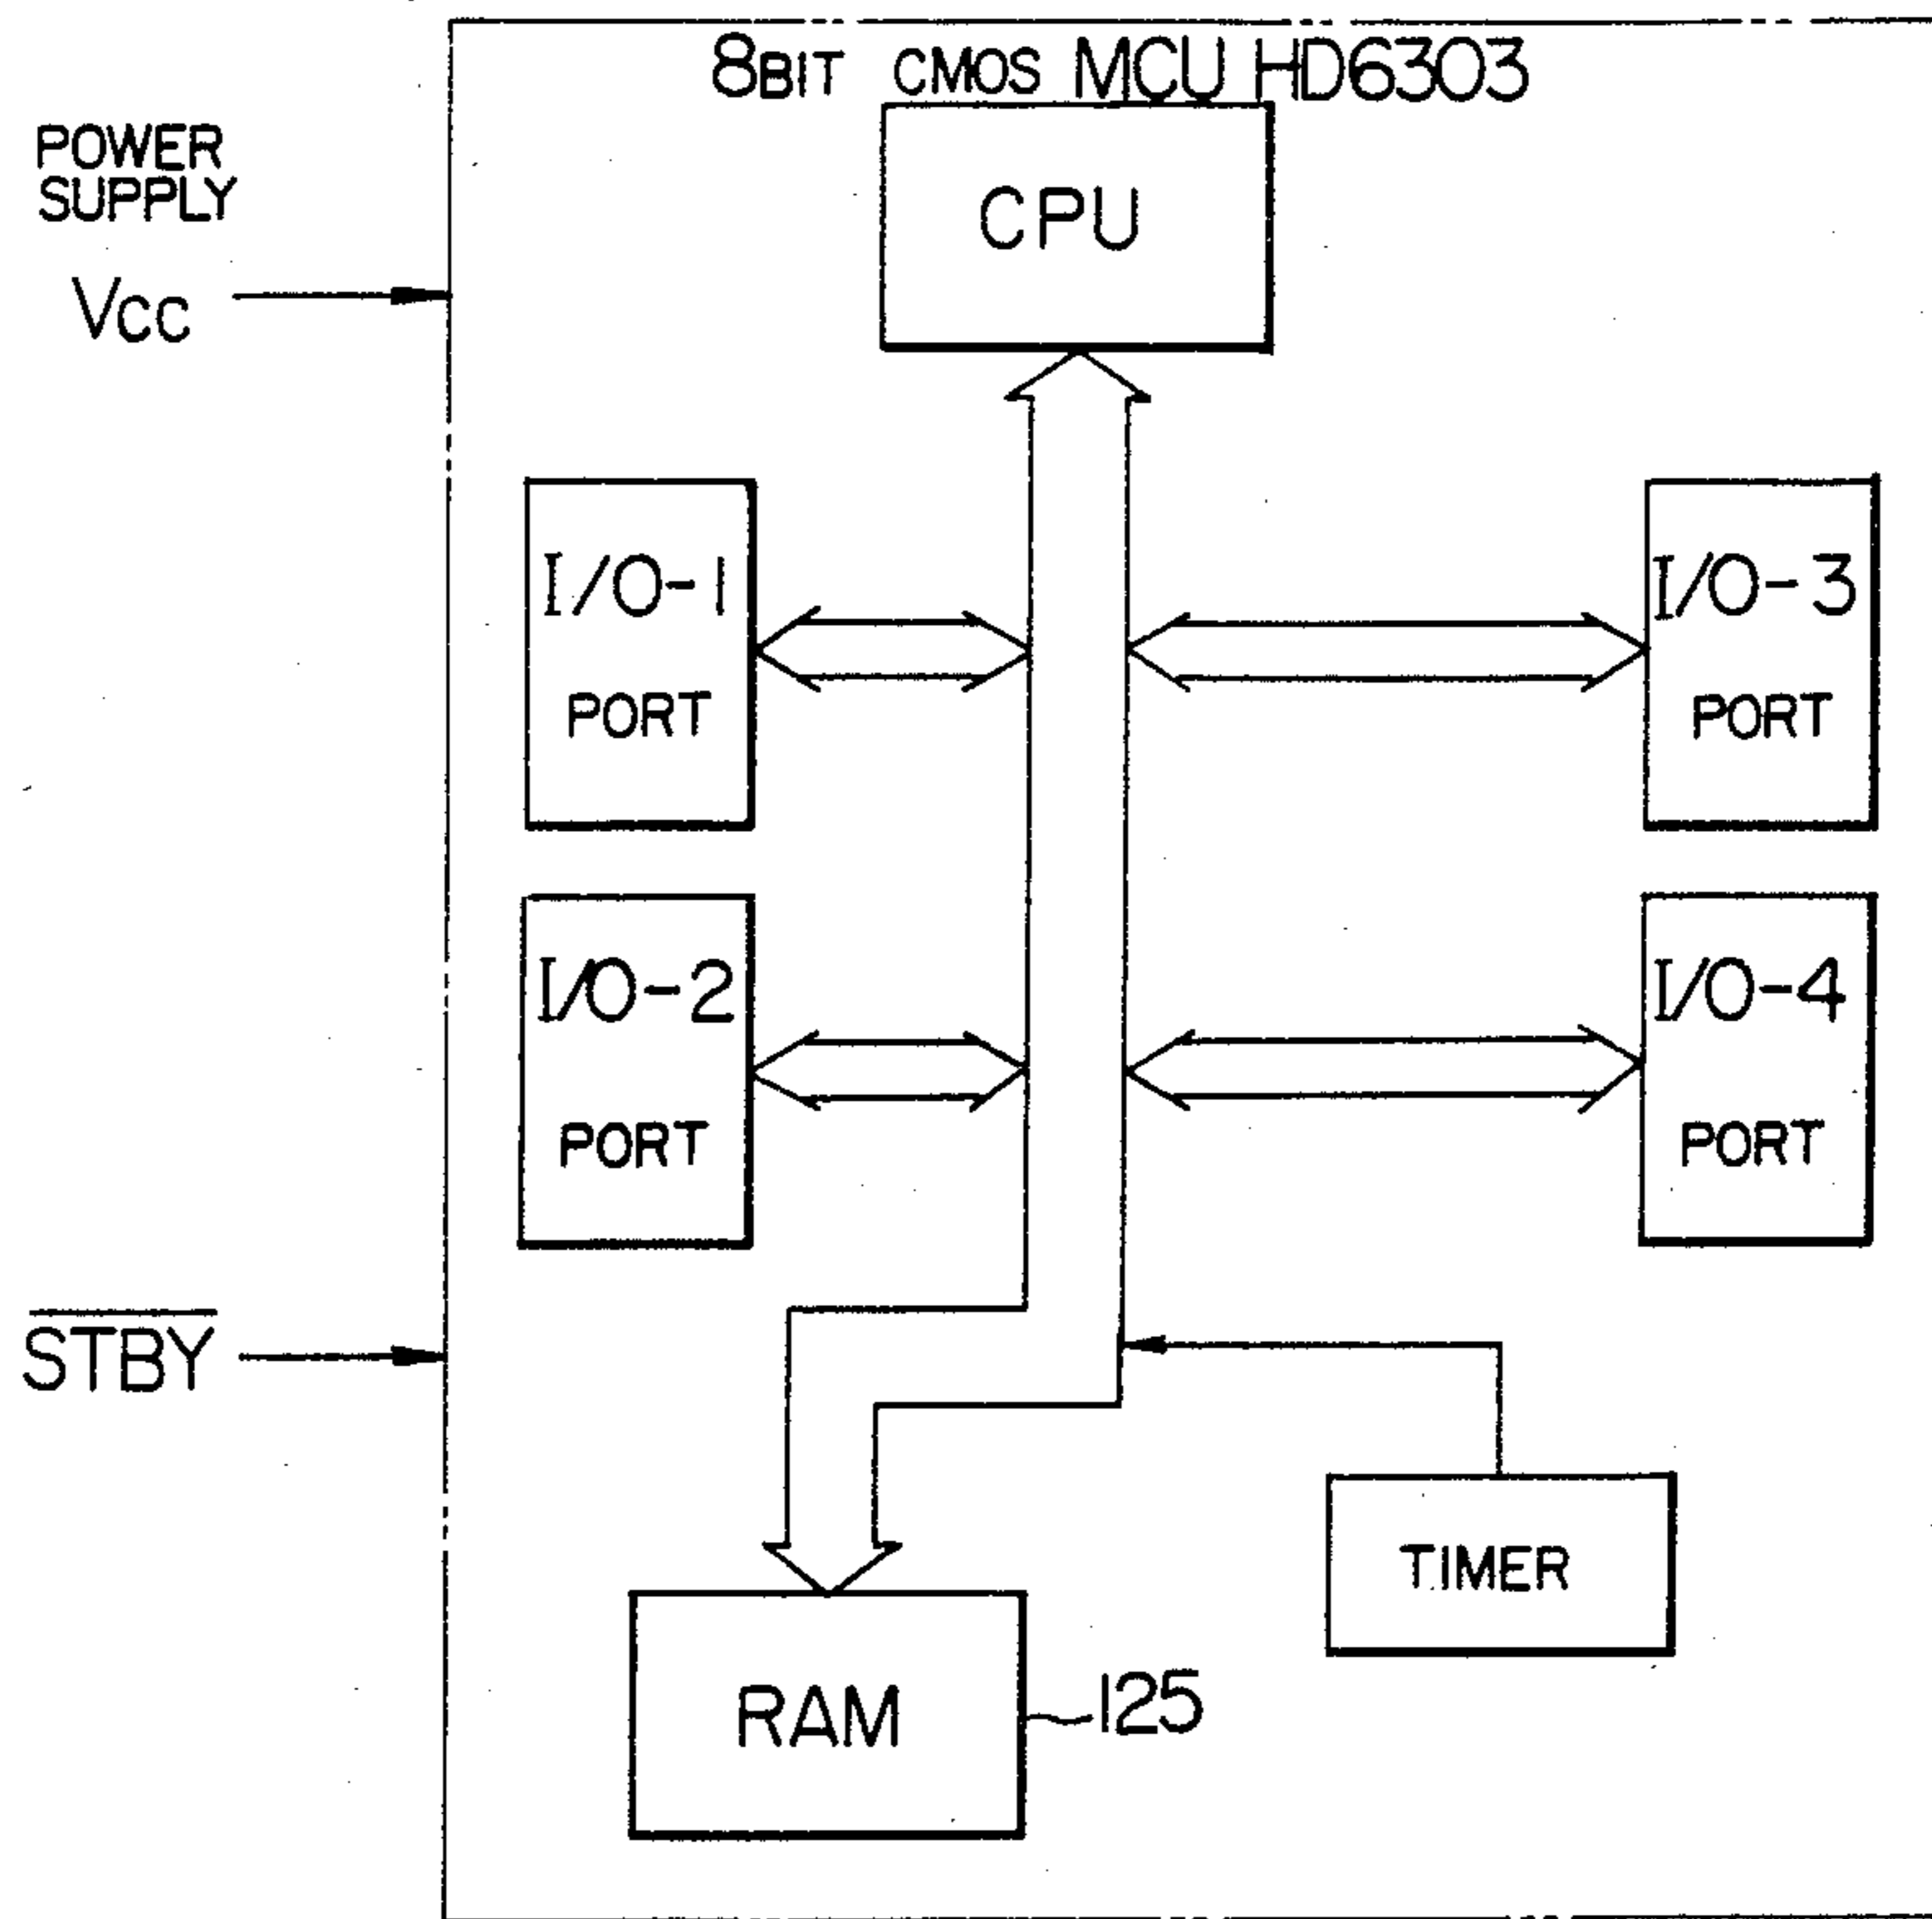 8BIT CMOS MCU HD6303
POWER
SUPPLY
VCC
CPU
I/O-1
PORT
I/O-3
PORT
I/O-2
PORT
I/O-4
PORT
S̅T̅B̅Y̅
TIMER
RAM
125